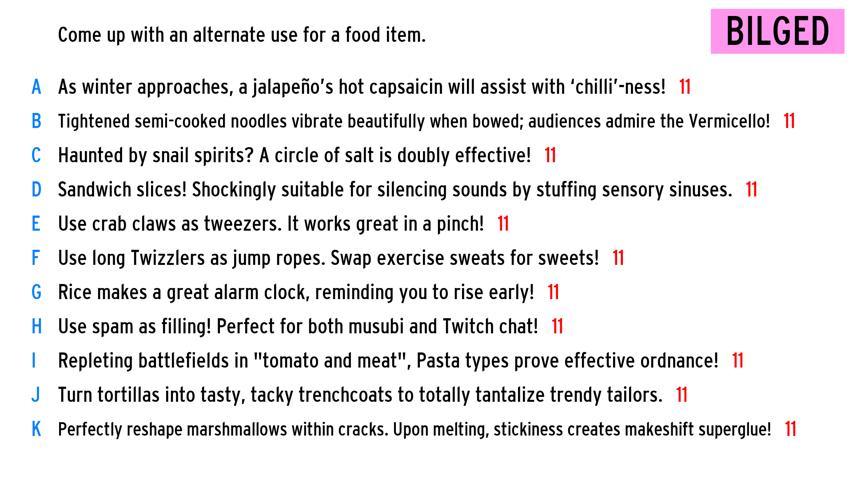 Come up with an alternate use for a food item.
BILGED
A As winter approaches, a jalapeño's hot capsaicin will assist with ‘chilli’-ness! 11
B Tightened semi-cooked noodles vibrate beautifully when bowed; audiences admire the Vermicello! 11
C Haunted by snail spirits? A circle of salt is doubly effective! 11
D Sandwich slices! Shockingly suitable for silencing sounds by stuffing sensory sinuses. 11
E Use crab claws as tweezers. It works great in a pinch! 11
F Use long Twizzlers as jump ropes. Swap exercise sweats for sweets! 11
G Rice makes a great alarm clock, reminding you to rise early! 11
H Use spam as filling! Perfect for both musubi and Twitch chat! 11
I Repleting battlefields in "tomato and meat", Pasta types prove effective ordnance! 11
J Turn tortillas into tasty, tacky trenchcoats to totally tantalize trendy tailors. 11
K Perfectly reshape marshmallows within cracks. Upon melting, stickiness creates makeshift superglue! 11